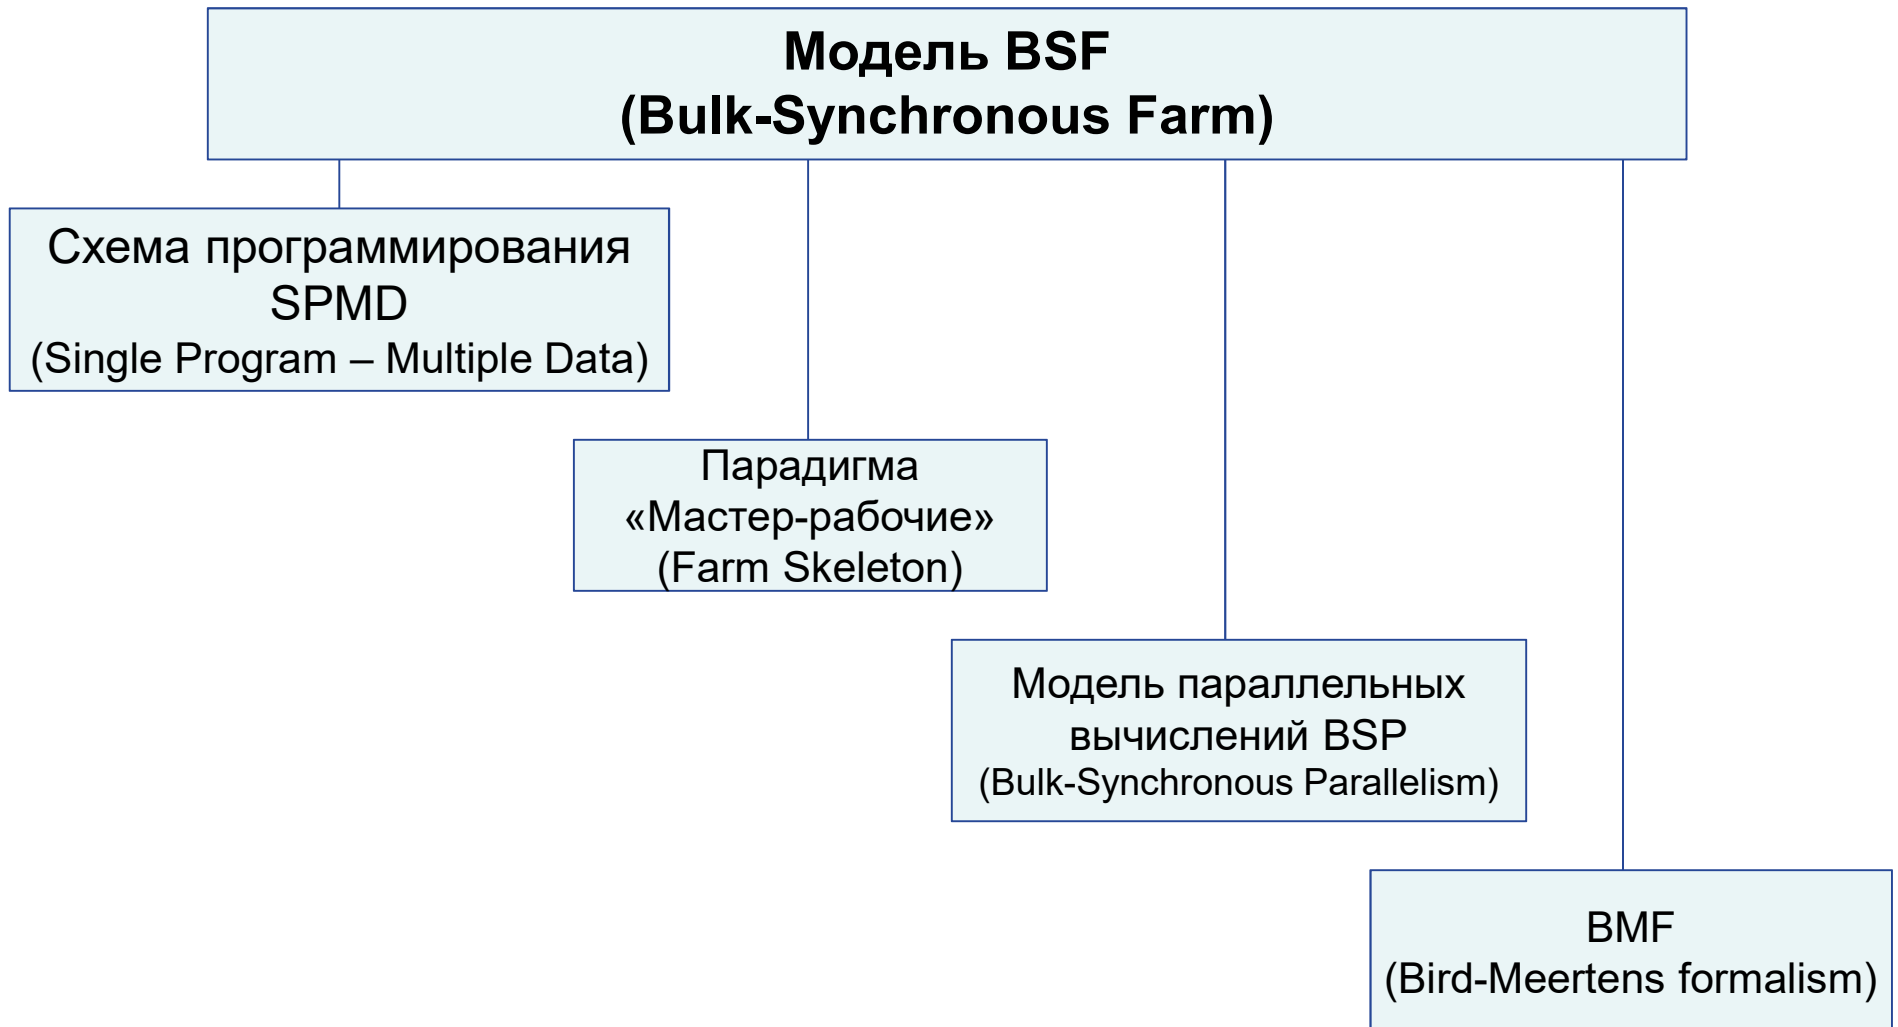 Модель BSF
(Bulk-Synchronous Farm)
Схема программирования
SPMD
(Single Program – Multiple Data)
Парадигма
«Мастер-рабочие»
(Farm Skeleton)
Модель параллельных
вычислений BSP
(Bulk-Synchronous Parallelism)
BMF
(Bird-Meertens formalism)